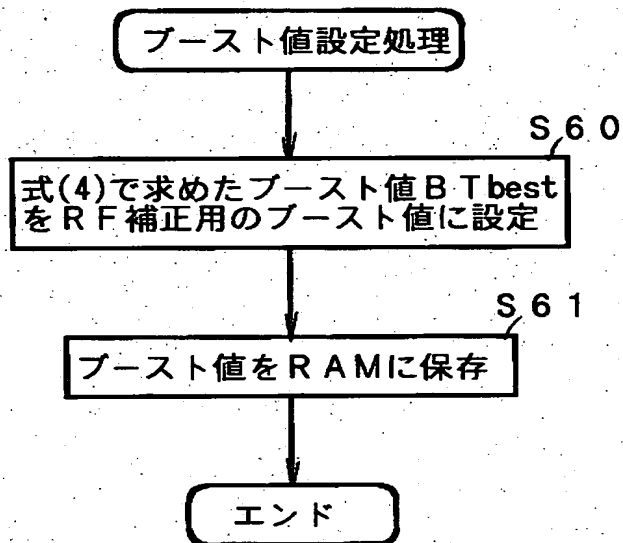 ブースト値設定処理
S60
式(4)で求めたブースト値BTbest
をRF補正用のブースト値に設定
S61
ブースト値をRAMに保存
エンド